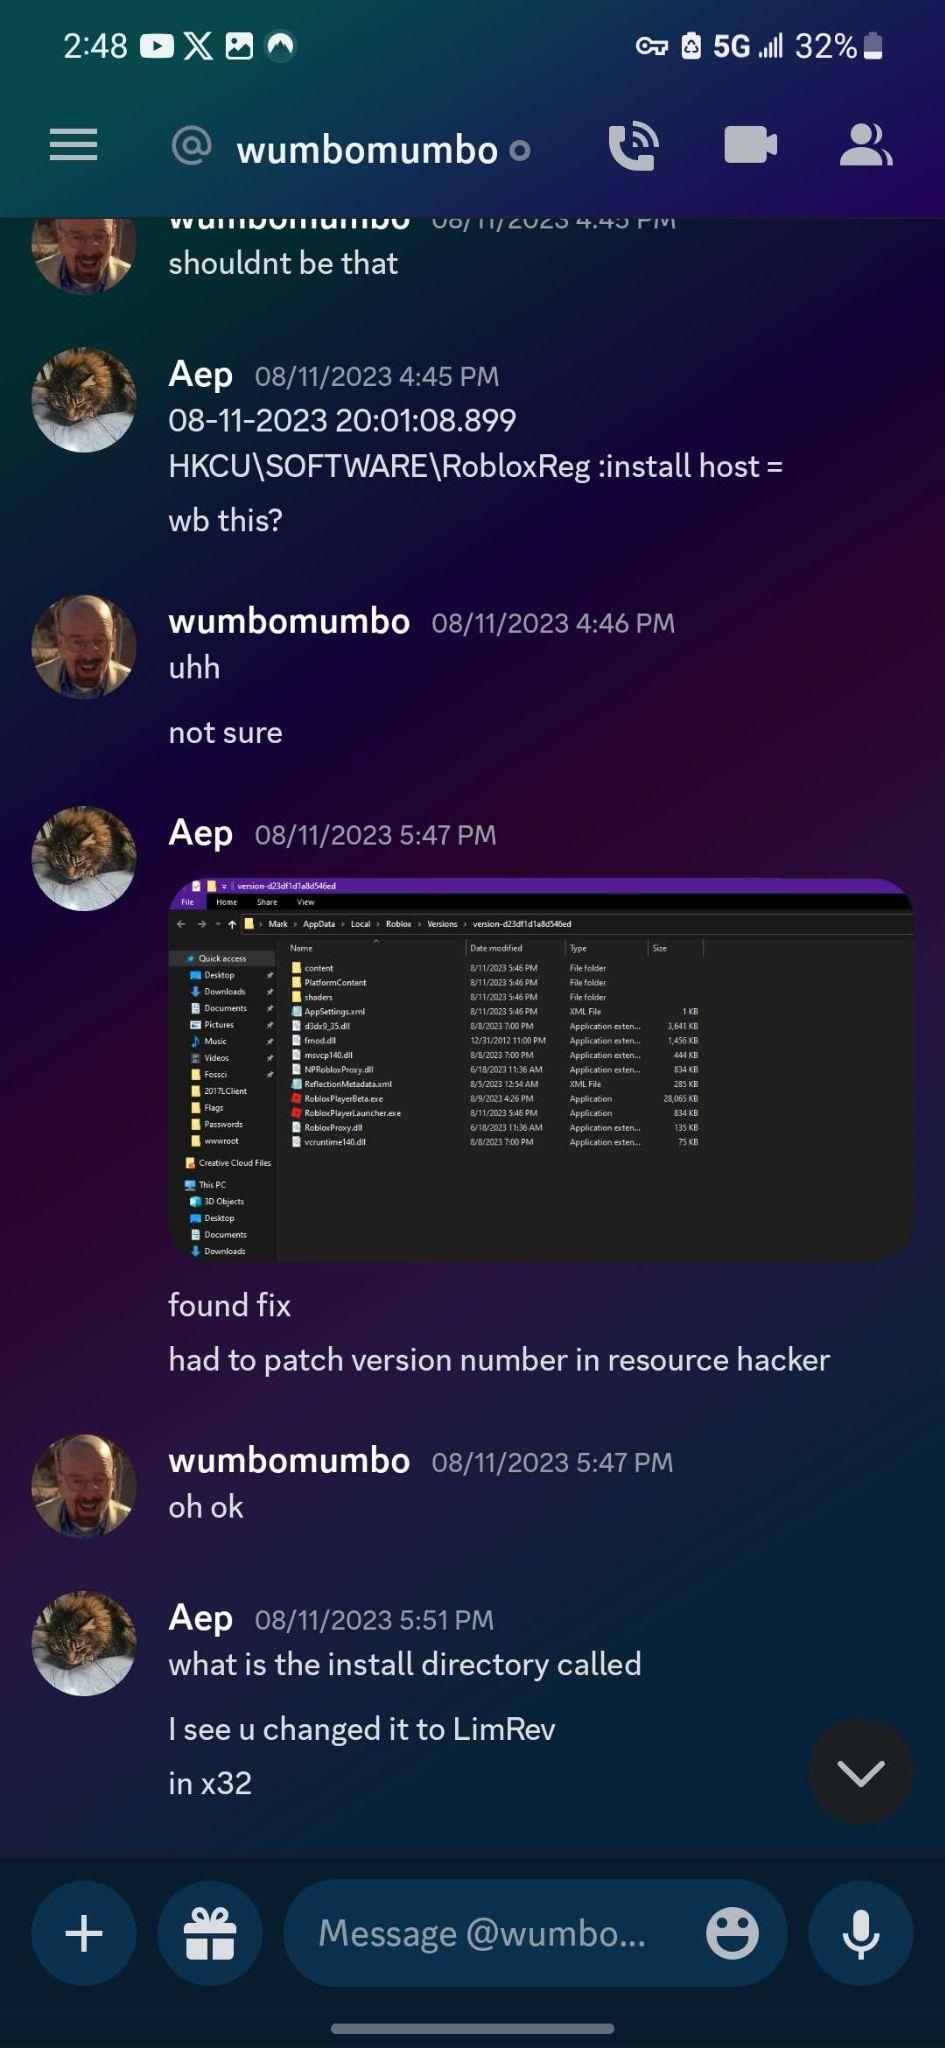 2:48
5G
32%
@ wumbomumbo
wumbomumbo 08/11/2023 4:45 PM
shouldnt be that
Aep 08/11/2023 4:45 PM
08-11-2023 20:01:08.899
HKCU\SOFTWARE\RobloxReg :install host =
wb this?
wumbomumbo 08/11/2023 4:46 PM
uhh
not sure
Aep 08/11/2023 5:47 PM
version-d23df1d1a8d546ed
File Home Share View
Mark > AppData > Local > Roblox > Versions > version-d23df1d1a8d546ed
Name Date modified Type Size
Quick access
Desktop
Downloads
Documents
Pictures
Music
Videos
Fossci
2017LClient
Flags
Passwords
wwwroot
Creative Cloud Files
This PC
3D Objects
Desktop
Documents
Downloads
content 8/11/2023 5:46 PM File folder
PlatformContent 8/11/2023 5:46 PM File folder
shaders 8/11/2023 5:46 PM File folder
AppSettings.xml 8/11/2023 5:46 PM XML File 1 KB
d3dx9_35.dll 8/8/2023 7:00 PM Application exten... 3,641 KB
fmod.dll 12/31/2012 11:00 PM Application exten... 1,456 KB
msvcp140.dll 8/8/2023 7:00 PM Application exten... 444 KB
NPRobloxProxy.dll 6/18/2023 11:36 AM Application exten... 834 KB
ReflectionMetadata.xml 8/5/2023 12:54 AM XML File 285 KB
RobloxPlayerBeta.exe 8/9/2023 4:26 PM Application 28,065 KB
RobloxPlayerLauncher.exe 8/11/2023 5:46 PM Application 834 KB
RobloxProxy.dll 6/18/2023 11:36 AM Application exten... 135 KB
vcruntime140.dll 8/8/2023 7:00 PM Application exten... 75 KB
found fix
had to patch version number in resource hacker
wumbomumbo 08/11/2023 5:47 PM
oh ok
Aep 08/11/2023 5:51 PM
what is the install directory called
I see u changed it to LimRev
in x32
Message @wumbo...